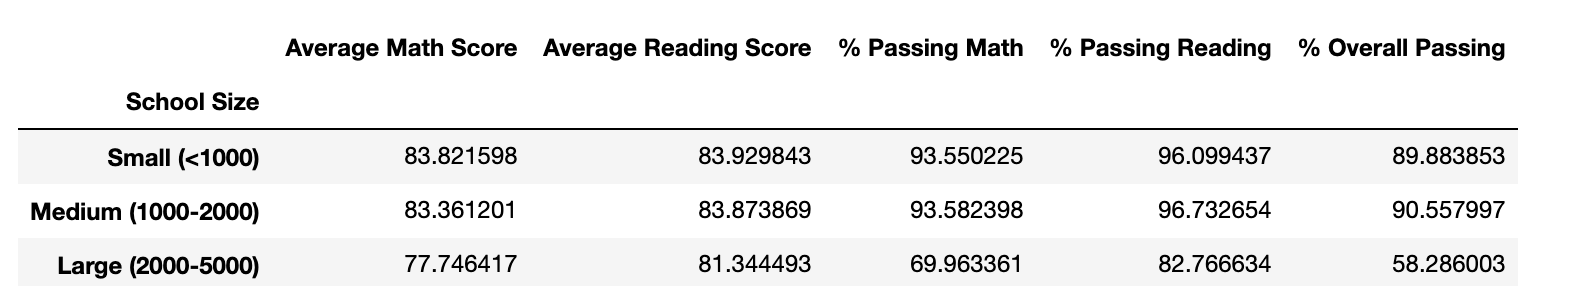 Average Math Score Average Reading Score % Passing Math % Passing Reading % Overall Passing
School Size
Small (<1000) 83.821598 83.929843 93.550225 96.099437 89.883853
Medium (1000-2000) 83.361201 83.873869 93.582398 96.732654 90.557997
Large (2000-5000) 77.746417 81.344493 69.963361 82.766634 58.286003